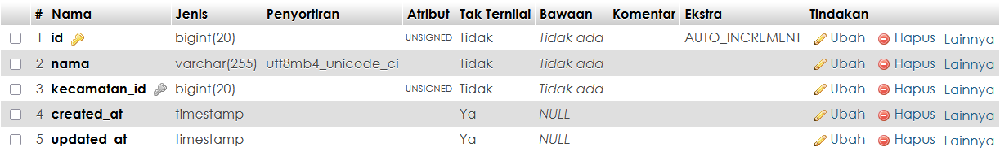 # Nama Jenis Penyortiran Atribut Tak Ternilai Bawaan Komentar Ekstra Tindakan
1 id bigint(20) UNSIGNED Tidak Tidak ada AUTO_INCREMENT Ubah Hapus Lainnya
2 nama varchar(255) utf8mb4_unicode_ci Tidak Tidak ada Ubah Hapus Lainnya
3 kecamatan_id bigint(20) UNSIGNED Tidak Tidak ada Ubah Hapus Lainnya
4 created_at timestamp Ya NULL Ubah Hapus Lainnya
5 updated_at timestamp Ya NULL Ubah Hapus Lainnya